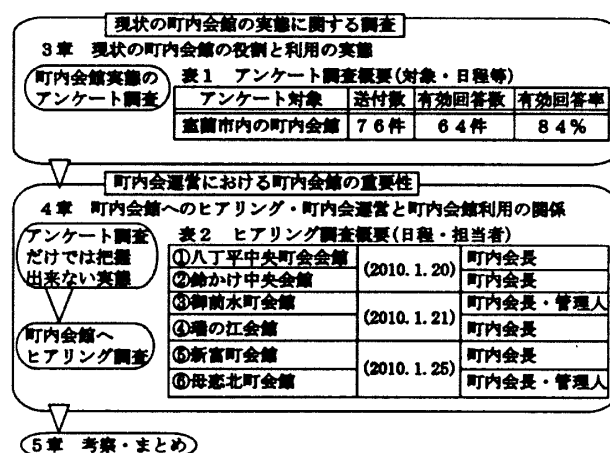 現状の町内会館の実態に関する調査
3章 現状の町内会館の役割と利用の実態
町内会館実態の
アンケート調査
表1 アンケート調査概要(対象・日程等)
アンケート対象 送付数 有効回答数 有効回答率
室蘭市内の町内会館 76件 64件 84%
町内会運営における町内会館の重要性
4章 町内会館へのヒアリング・町内会運営と町内会館利用の関係
アンケート調査
だけでは把握
出来ない実態
町内会館へ
ヒアリング調査
表2 ヒアリング調査概要(日程・担当者)
①八丁平中央町会会館 (2010.1.20) 町内会長
②鈴かけ中央会館 町内会長
③御前水町会館 (2010.1.21) 町内会長・管理人
④瑞の江会館 町内会長
⑤新富町会館 (2010.1.25) 町内会長
⑥母恋北町会館 町内会長・管理人
5章 考察・まとめ